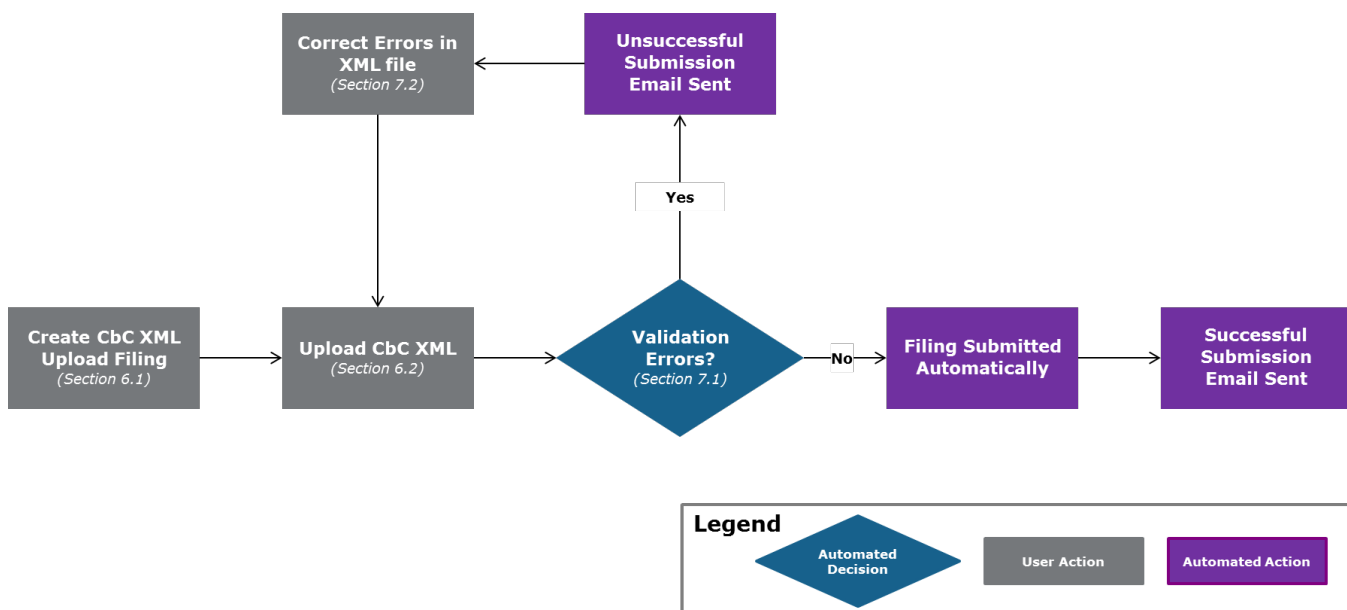 Correct Errors in
XML file
(Section 7.2)
Unsuccessful
Submission
Email Sent
Yes
Create CbC XML
Upload Filing
(Section 6.1)
Upload CbC XML
(Section 6.2)
Validation
Errors?
(Section 7.1)
No
Filing Submitted
Automatically
Successful
Submission
Email Sent
Legend
Automated
Decision
User Action
Automated Action